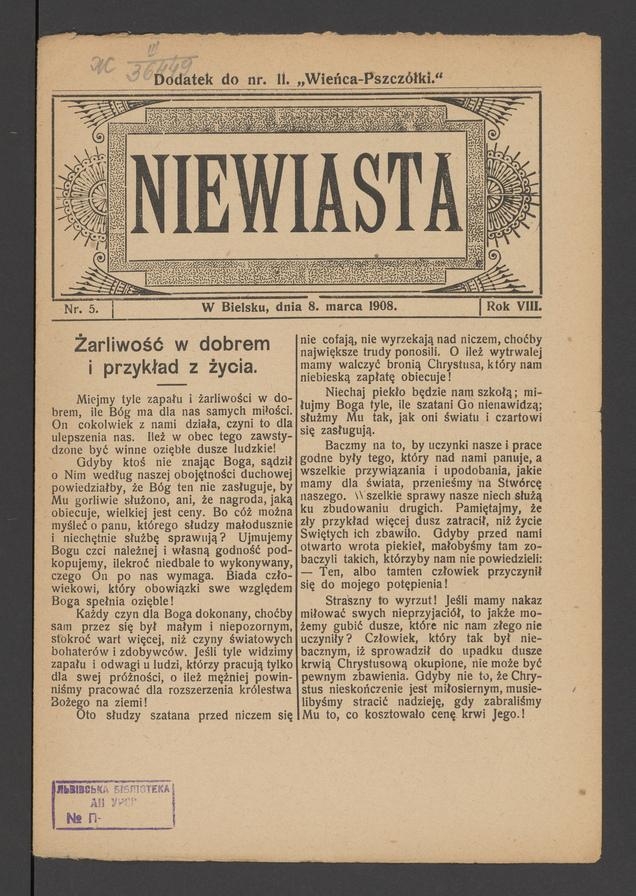 Ж III
36449
Dodatek do nr. 11. „Wieńca-Pszczółki.“
NIEWIASTA
Nr. 5.
W Bielsku, dnia 8. marca 1908.
Rok VIII.
Żarliwość w dobrem
i przykład z życia.
Miejmy tyle zapału i żarliwości w do-
brem, ile Bóg ma dla nas samych miłości.
On cokolwiek z nami działa, czyni to dla
ulepszenia nas. Ileż w obec tego zawsty-
dzone być winne oziębłe dusze ludzkie!
Gdyby ktoś nie znając Boga, sądził
o Nim według naszej obojętności duchowej
powiedziałby, że Bóg ten nie zasługuje, by
Mu gorliwie służono, ani, że nagroda, jaką
obiecuje, wielkiej jest ceny. Bo cóż można
myśleć o panu, którego słudzy małodusznie
i niechętnie służbę sprawują? Ujmujemy
Bogu czci należnej i własną godność pod-
kopujemy, ilekroć niedbale to wykonywany,
czego On po nas wymaga. Biada czło-
wiekowi, który obowiązki swe względem
Boga spełnia ozięble!
Każdy czyn dla Boga dokonany, choćby
sam przez się był małym i niepozornym,
stokroć wart więcej, niż czyny światowych
bohaterów i zdobywców. Jeśli tyle widzimy
zapału i odwagi u ludzi, którzy pracują tylko
dla swej próżności, o ileż mężniej powin-
niśmy pracować dla rozszerzenia królestwa
Bożego na ziemi!
Oto słudzy szatana przed niczem się
nie cofają, nie wyrzekają nad niczem, choćby
największe trudy ponosili. O ileż wytrwalej
mamy walczyć bronią Chrystusa, który nam
niebieską zapłatę obiecuje!
Niechaj piekło będzie nam szkołą; mi-
łujmy Boga tyle, ile szatani Go nienawidzą;
służmy Mu tak, jak oni światu i czartowi
się zasługują.
Baczmy na to, by uczynki nasze i prace
godne były tego, który nad nami panuje, a
wszelkie przywiązania i upodobania, jakie
mamy dla świata, przenieśmy na Stwórcę
naszego. \\ szelkie sprawy nasze niech służą
ku zbudowaniu drugich. Pamiętajmy, że
zły przykład więcej dusz zatracił, niż życie
Świętych ich zbawiło. Gdyby przed nami
otwarto wrota piekieł, małobyśmy tam zo-
baczyli takich, którzyby nam nie powiedzieli:
— Ten, albo tamten człowiek przyczynił
się do mojego potępienia!
Straszny to wyrzut! Jeśli mamy nakaz
miłować swych nieprzyjaciół, to jakże mo-
żemy gubić dusze, które nic nam złego nie
uczyniły? Człowiek, który tak był nie-
bacznym, iż sprowadził do upadku dusze
krwią Chrystusową okupione, nie może być
pewnym zbawienia. Gdyby nie to, że Chry-
stus nieskończenie jest miłosiernym, musie-
libyśmy stracić nadzieję, gdy zabraliśmy
Mu to, co kosztowało cenę krwi Jego.!
ЛЬВІВСЬКА БІБЛІОТЕКА
АН УРСР
№ П-